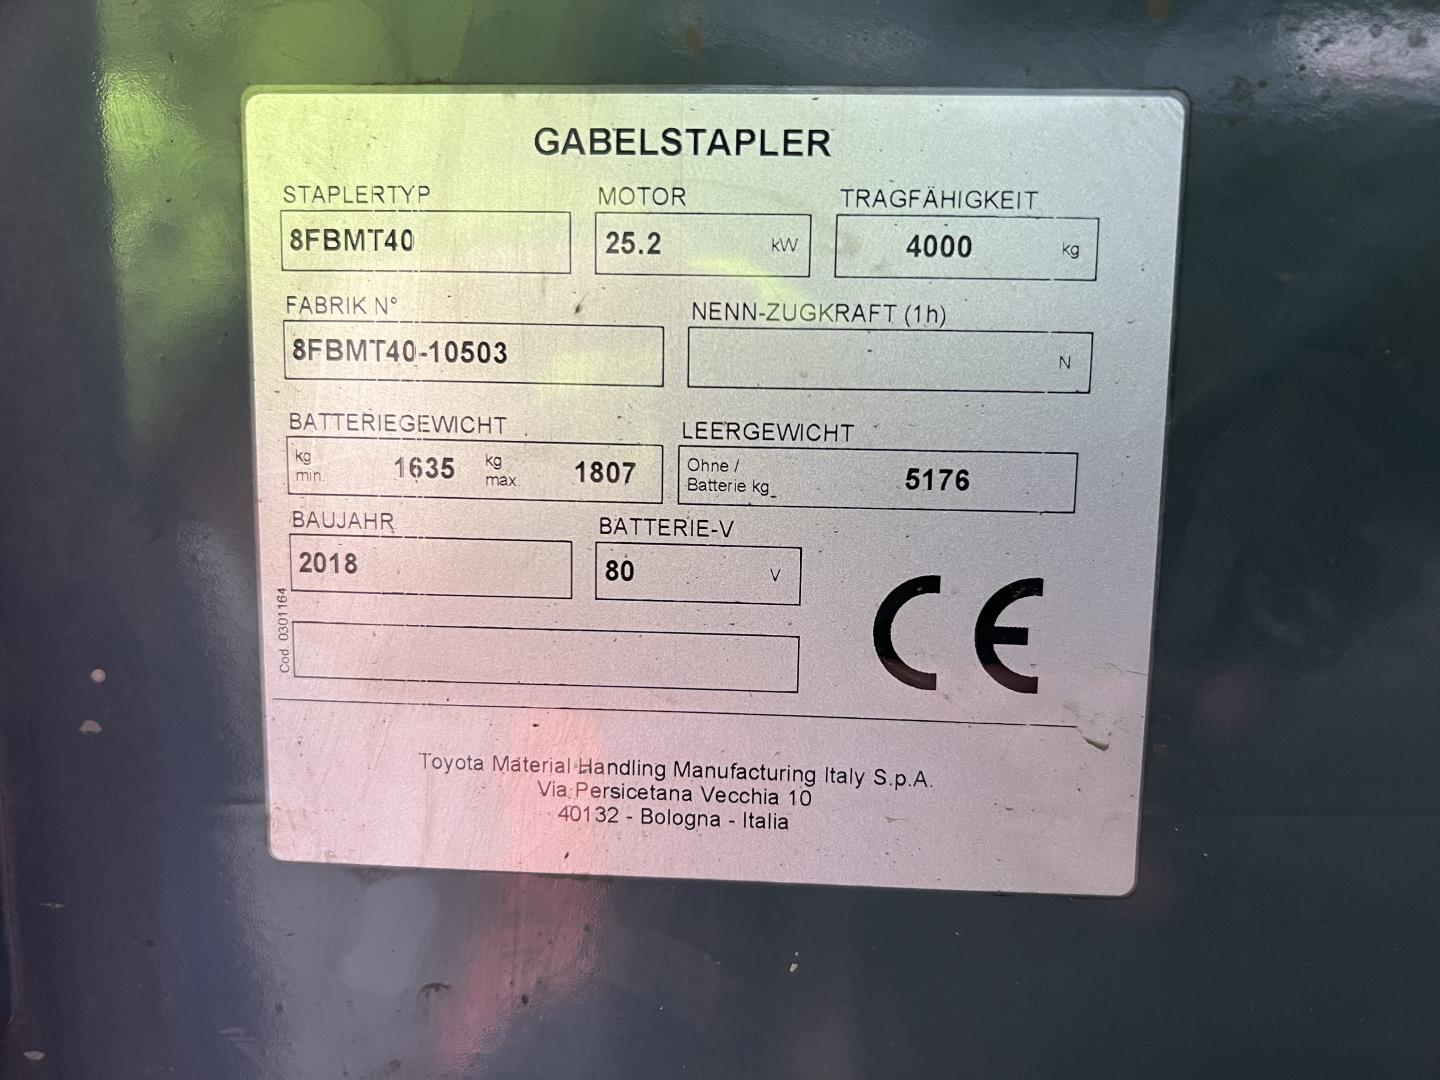 GABELSTAPLER
STAPLERTYP MOTOR TRAGFÄHIGKEIT
8FBMT40 25.2 kW 4000 kg
FABRIK N° NENN-ZUGKRAFT (1h)
8FBMT40-10503 - N
BATTERIEGEWICHT LEERGEWICHT
kg min. 1635 kg max. 1807 Ohne / Batterie kg 5176
BAUJAHR BATTERIE-V
2018 80 V
Cod. 0301164
CE
Toyota Material Handling Manufacturing Italy S.p.A.
Via Persicetana Vecchia 10
40132 - Bologna - Italia